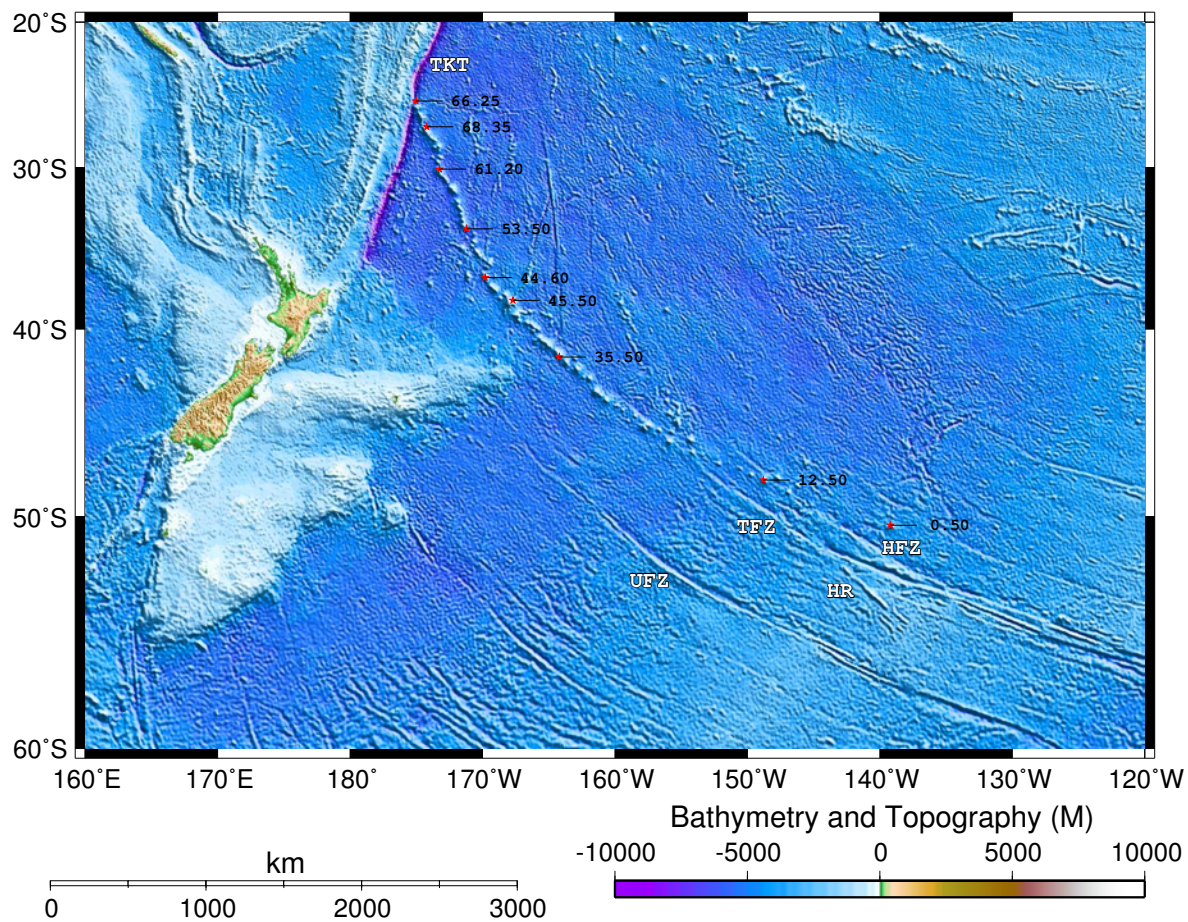 20˚S
TKT
66.25
68.35
30˚S
61.20
53.50
44.60
45.50
40˚S
35.50
12.50
50˚S
TFZ
0.50
HFZ
UFZ
HR
60˚S
160˚E
170˚E
180˚
170˚W
160˚W
150˚W
140˚W
130˚W
120˚W
Bathymetry and Topography (M)
-10000
-5000
0
5000
10000
km
0
1000
2000
3000